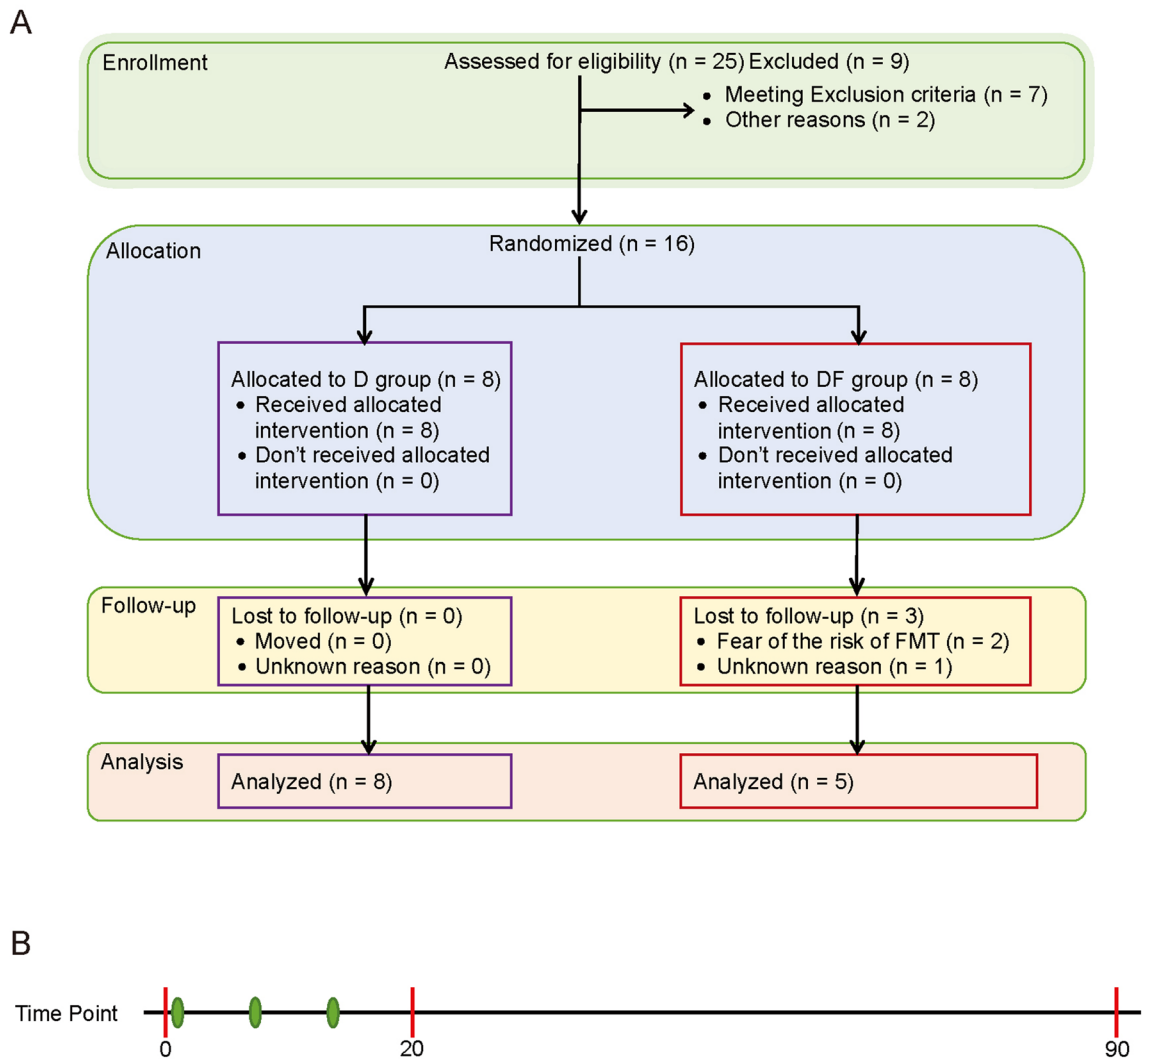 A
Enrollment
Assessed for eligibility (n = 25) Excluded (n = 9)
• Meeting Exclusion criteria (n = 7)
• Other reasons (n = 2)
Allocation
Randomized (n = 16)
Allocated to D group (n = 8)
• Received allocated
intervention (n = 8)
• Don't received allocated
intervention (n = 0)
Allocated to DF group (n = 8)
• Received allocated
intervention (n = 8)
• Don't received allocated
intervention (n = 0)
Follow-up
Lost to follow-up (n = 0)
• Moved (n = 0)
• Unknown reason (n = 0)
Lost to follow-up (n = 3)
• Fear of the risk of FMT (n = 2)
• Unknown reason (n = 1)
Analysis
Analyzed (n = 8)
Analyzed (n = 5)
B
Time Point
0
20
90